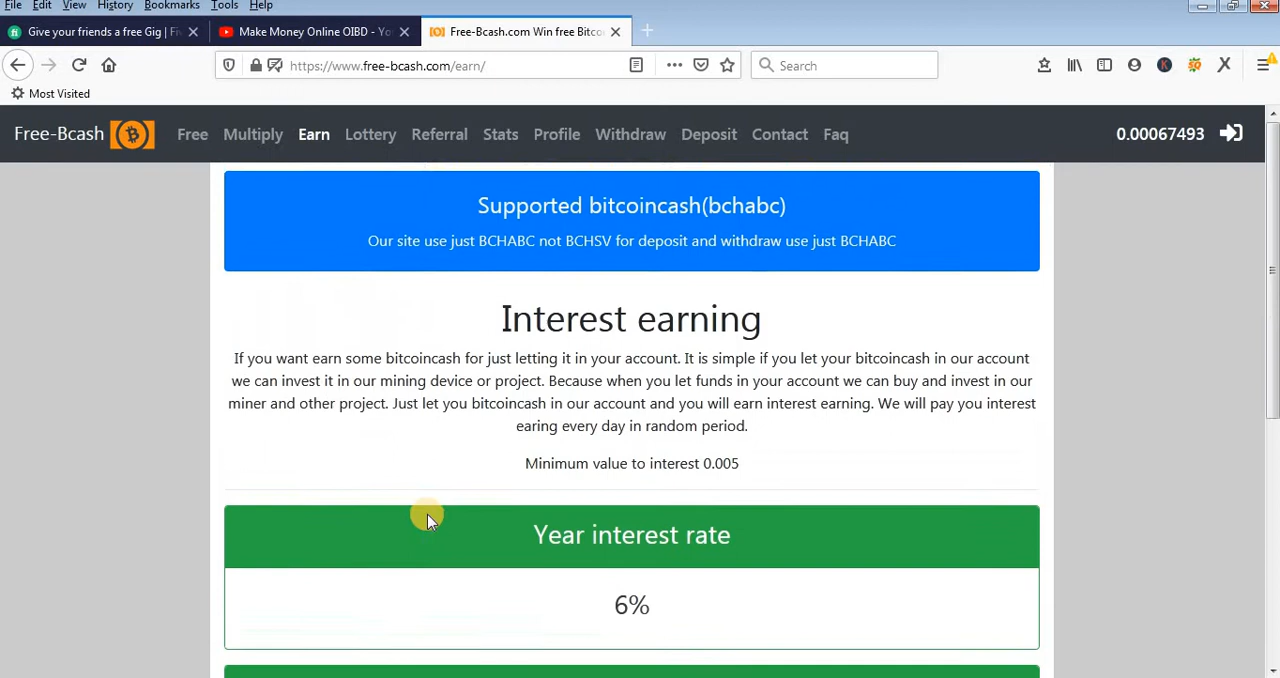 File Edit View History Bookmarks Tools Help
Give your friends a free Gig | Fiv
Make Money Online OIBD - Yo
Free-Bcash.com Win free Bitco
https://www.free-bcash.com/earn/
Search
Most Visited
Free-Bcash Free Multiply Earn Lottery Referral Stats Profile Withdraw Deposit Contact Faq 0.00067493
Supported bitcoincash(bchabc)
Our site use just BCHABC not BCHSV for deposit and withdraw use just BCHABC
Interest earning
If you want earn some bitcoincash for just letting it in your account. It is simple if you let your bitcoincash in our account
we can invest it in our mining device or project. Because when you let funds in your account we can buy and invest in our
miner and other project. Just let you bitcoincash in our account and you will earn interest earning. We will pay you interest
earing every day in random period.
Minimum value to interest 0.005
Year interest rate
6%